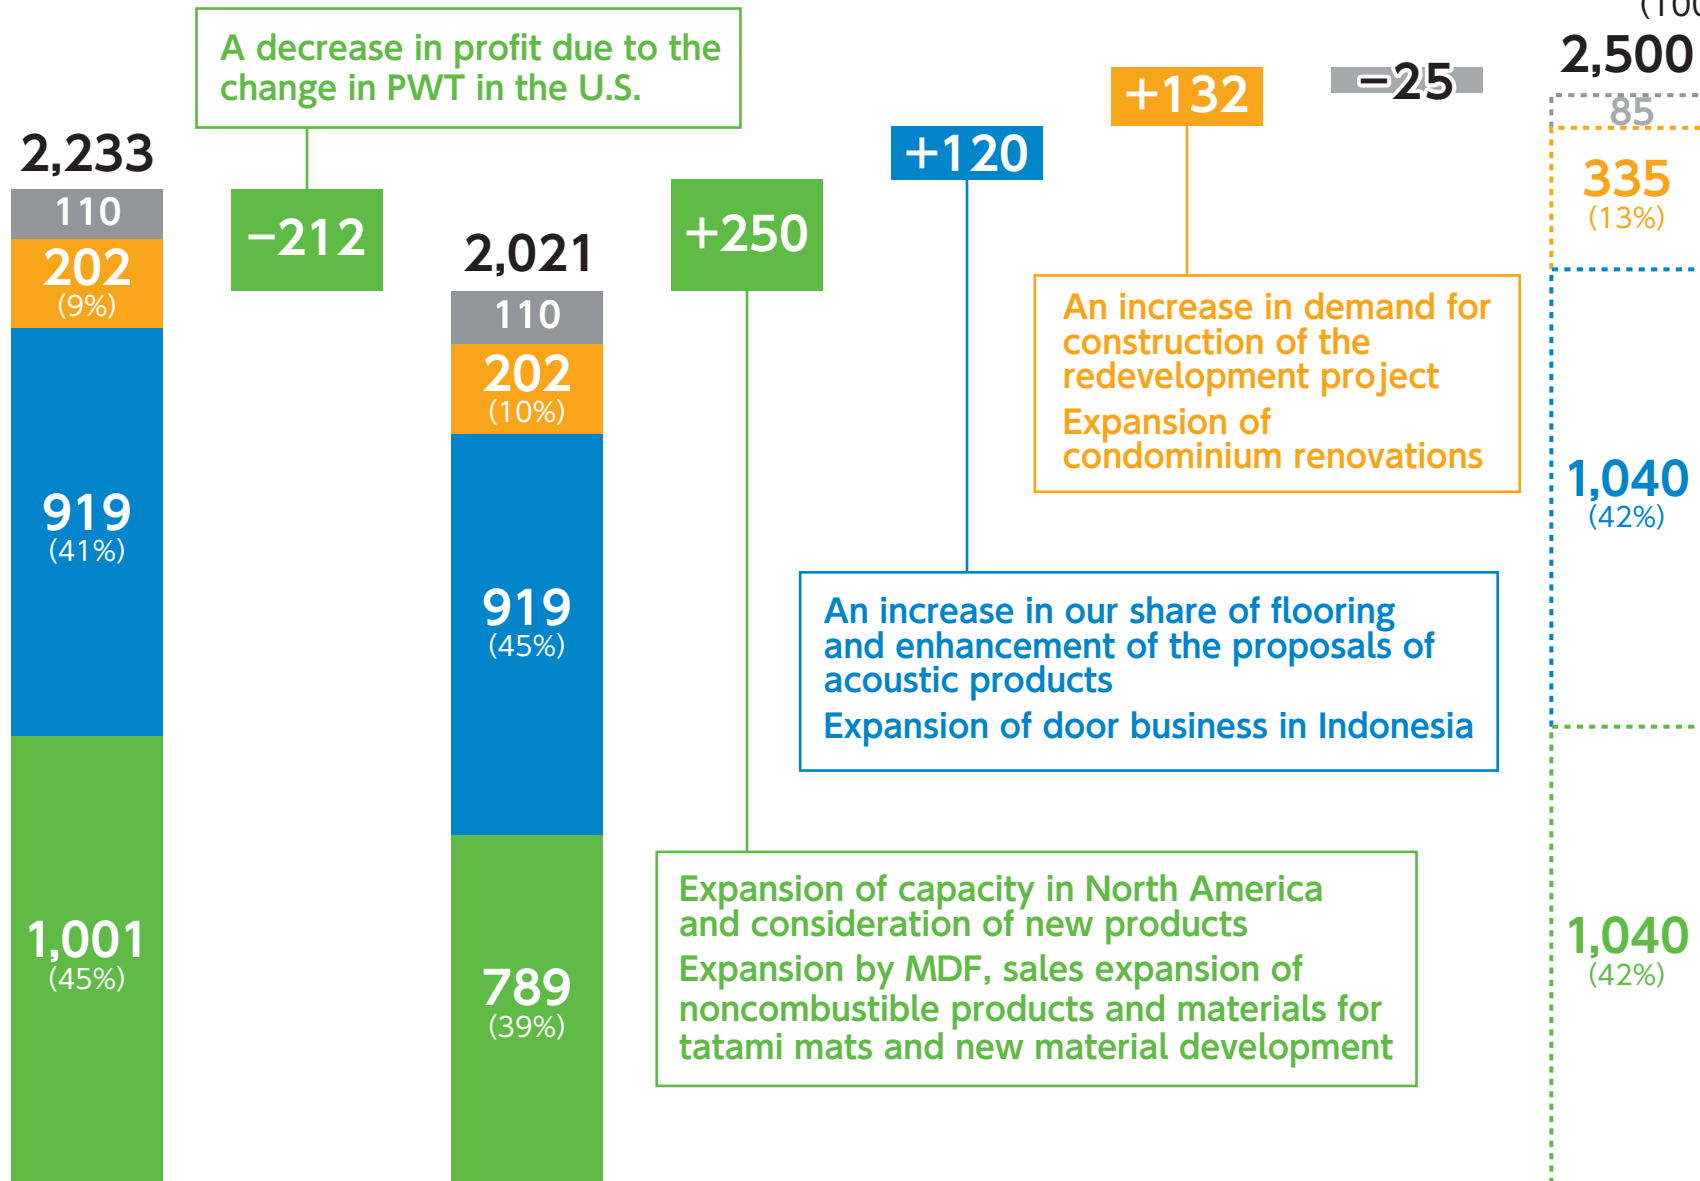 2,233
110
202
(9%)
919
(41%)
1,001
(45%)
A decrease in profit due to the
change in PWT in the U.S.
−212
2,021
110
202
(10%)
919
(45%)
789
(39%)
+250
Expansion of capacity in North America
and consideration of new products
Expansion by MDF, sales expansion of
noncombustible products and materials for
tatami mats and new material development
+120
An increase in our share of flooring
and enhancement of the proposals of
acoustic products
Expansion of door business in Indonesia
+132
An increase in demand for
construction of the
redevelopment project
Expansion of
condominium renovations
−25
2,500
85
335
(13%)
1,040
(42%)
1,040
(42%)